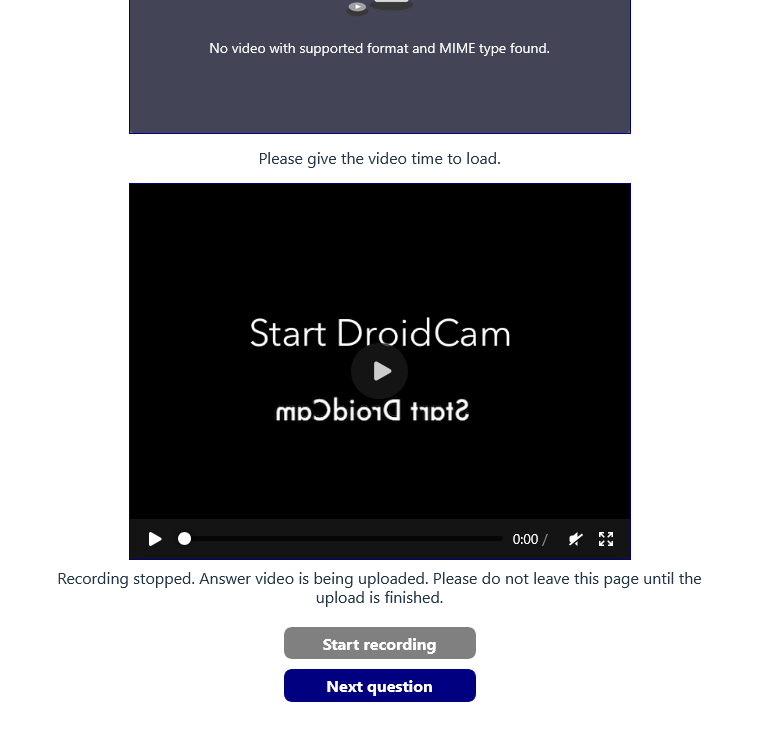 No video with supported format and MIME type found.
Please give the video time to load.
Start DroidCam
Start DroidCam
0:00 /
Recording stopped. Answer video is being uploaded. Please do not leave this page until the
upload is finished.
Start recording
Next question